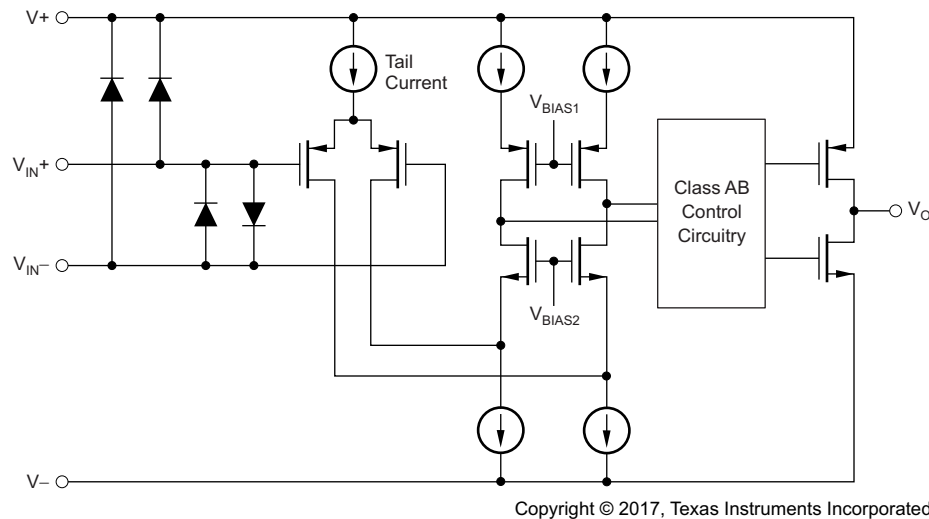 V+
Tail
Current
VBIAS1
VIN+
Class AB
Control
Circuitry
VO
VIN–
VBIAS2
V–
Copyright © 2017, Texas Instruments Incorporated